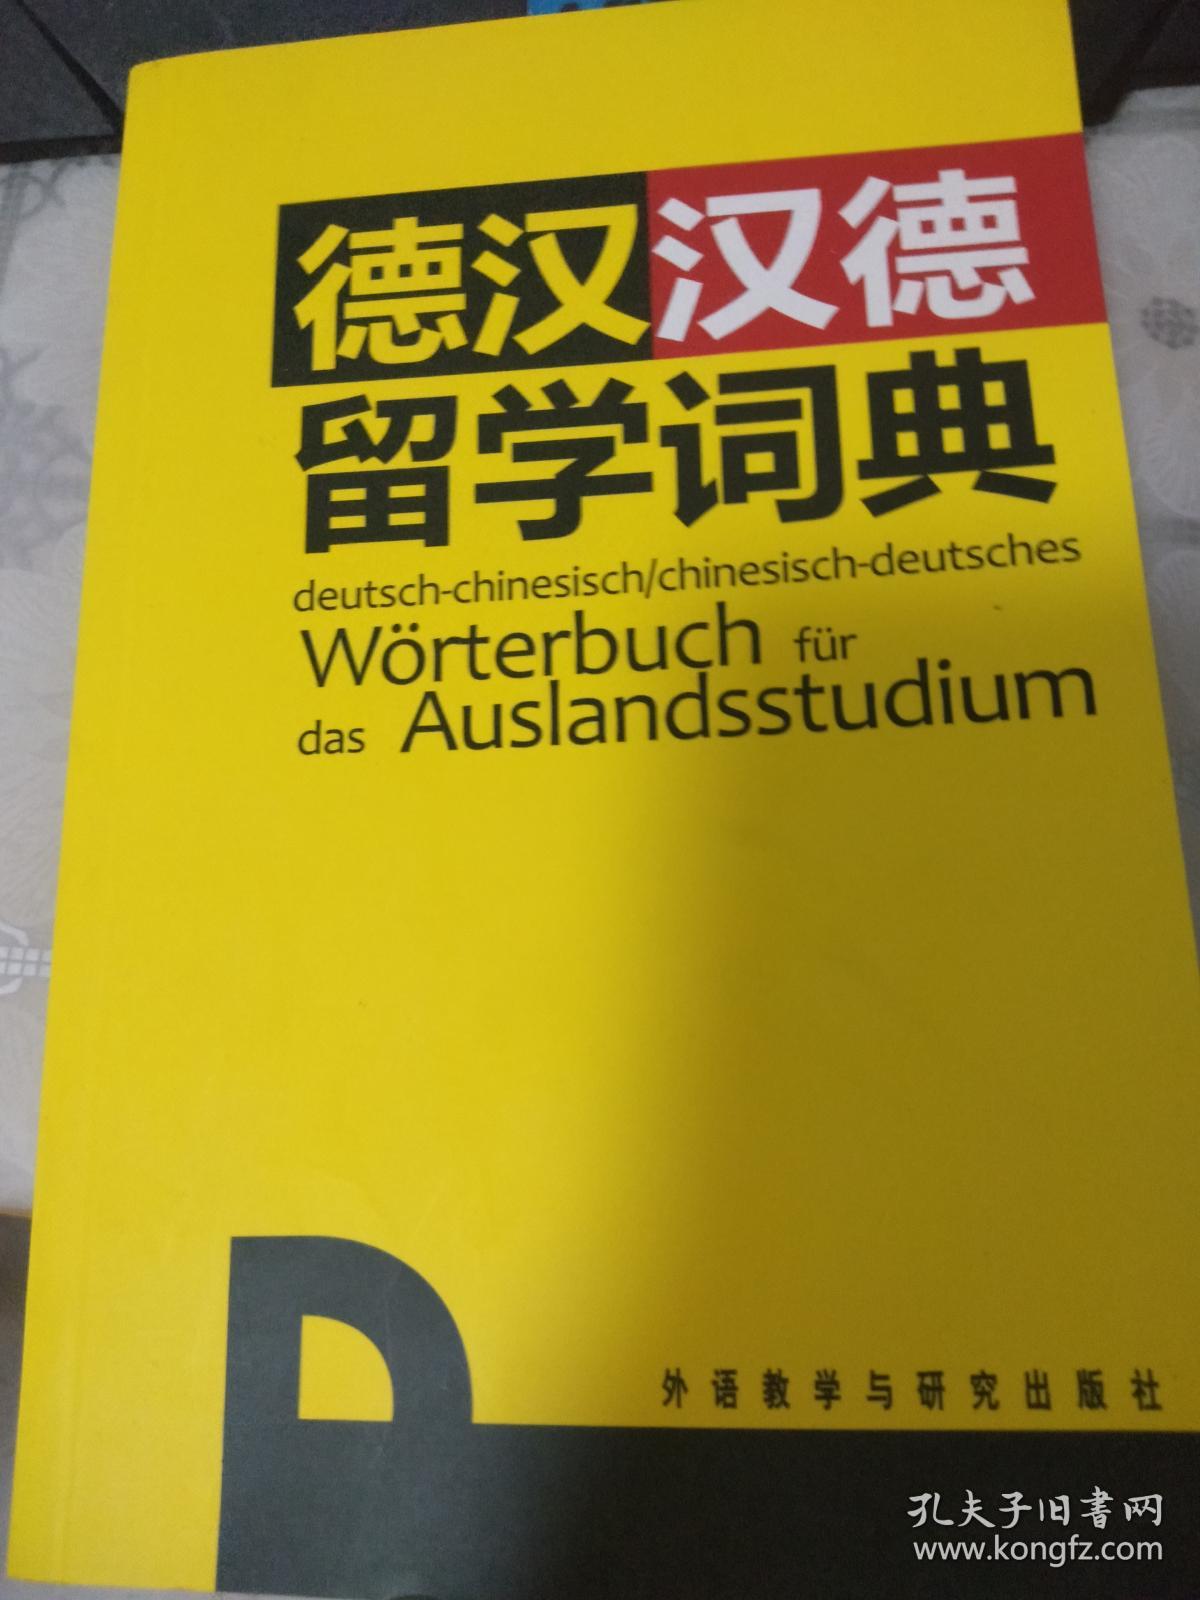 德汉汉德
留学词典
deutsch-chinesisch/chinesisch-deutsches
Wörterbuch für
das Auslandsstudium
D
外语教学与研究出版社
孔夫子旧書网
www.kongfz.com